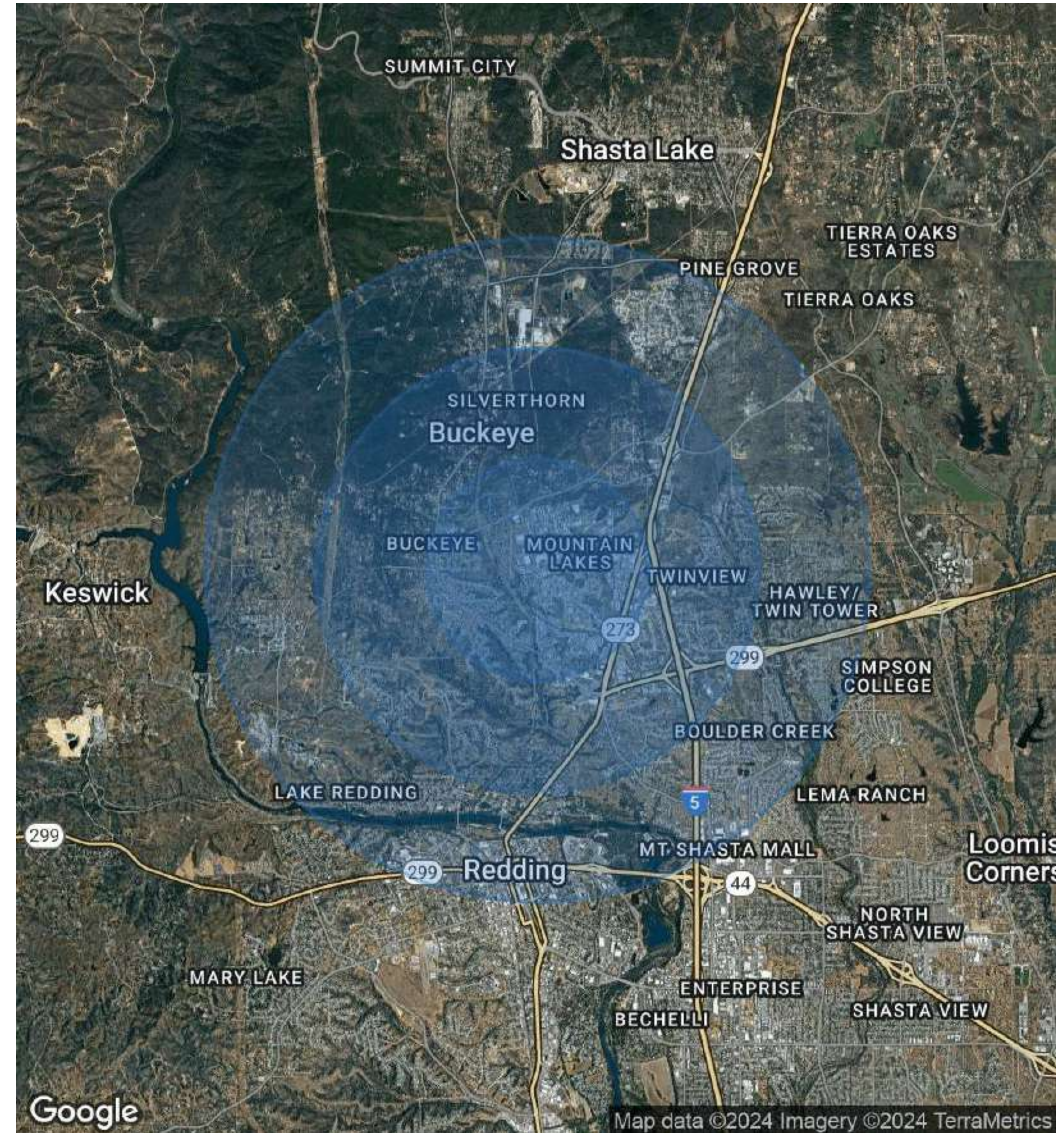 SUMMIT CITY
Shasta Lake
TIERRA OAKS
ESTATES
PINE GROVE
TIERRA OAKS
SILVERTHORN
Buckeye
BUCKEYE
MOUNTAIN
LAKES
TWINVIEW
Keswick
HAWLEY/
TWIN TOWER
273
299
SIMPSON
COLLEGE
BOULDER CREEK
LAKE REDDING
5
LEMA RANCH
299
MT SHASTA MALL
Loomis
Corners
299
Redding
44
NORTH
SHASTA VIEW
MARY LAKE
ENTERPRISE
SHASTA VIEW
BECHELLI
Google
Map data ©2024 Imagery ©2024 TerraMetrics